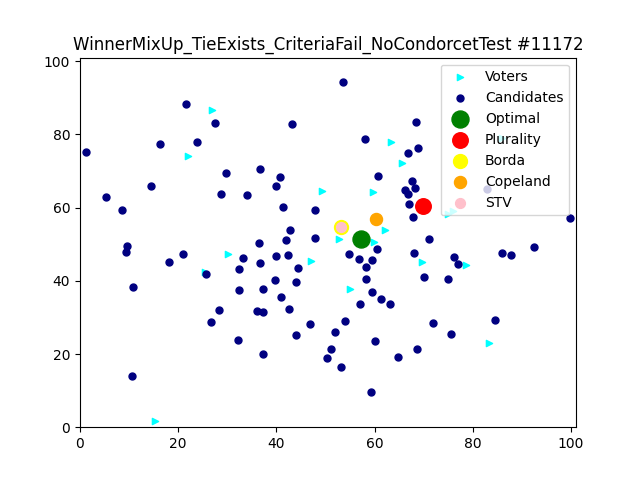 WinnerMixUp_TieExists_CriteriaFail_NoCondorcetTest #11172
100
80
60
40
20
0
0 20 40 60 80 100
Voters
Candidates
Optimal
Plurality
Borda
Copeland
STV